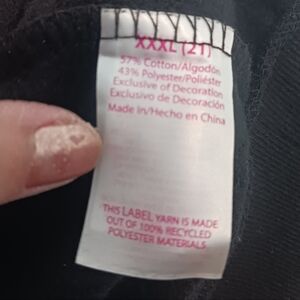 XXXL (21)
57% Cotton/Algodón
43% Polyester/Poliéster
Exclusive of Decoration
Exclusivo de Decoración
Made in/Hecho en China
THIS LABEL YARN IS MADE
OUT OF 100% RECYCLED
POLYESTER MATERIALS